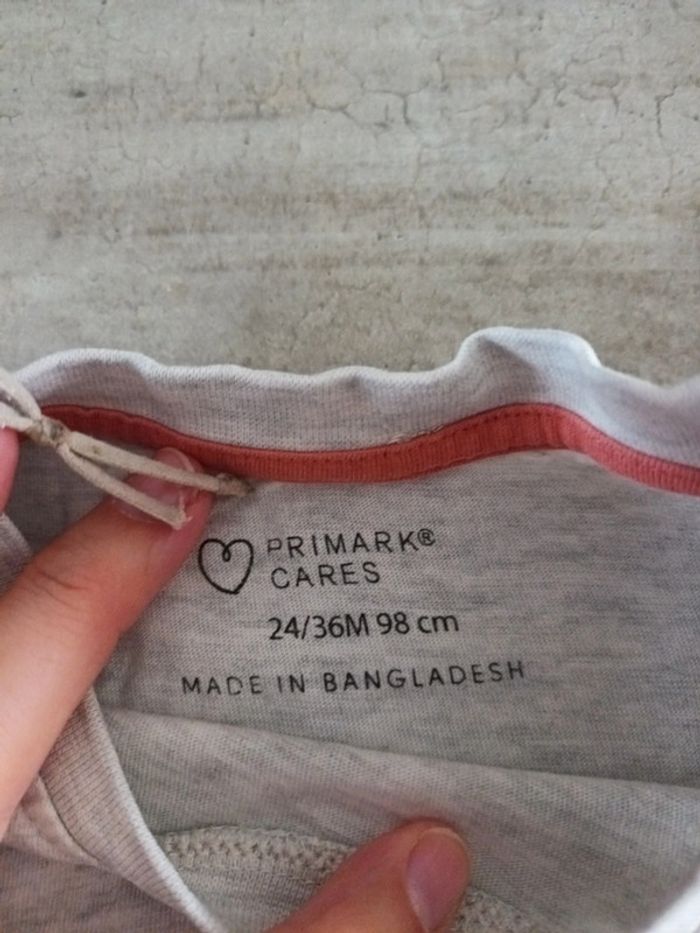 PRIMARK®
CARES
24/36M 98 cm
MADE IN BANGLADESH